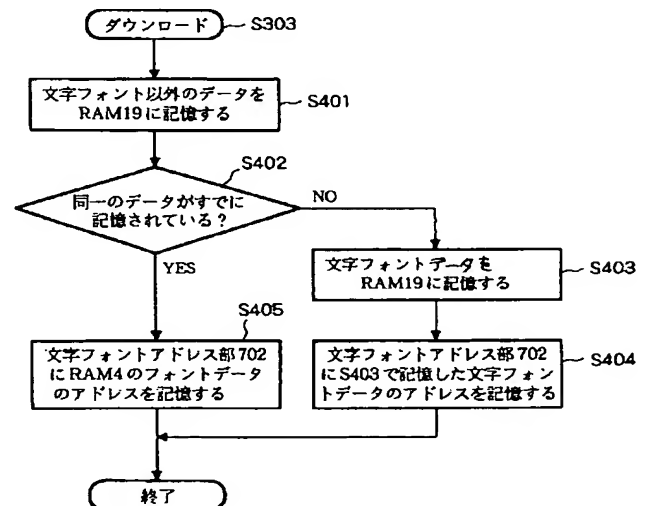 ダウンロード
S303
文字フォント以外のデータを
RAM19に記憶する
S401
S402
同一のデータがすでに
記憶されている?
NO
YES
文字フォントデータを
RAM19に記憶する
S403
S405
文字フォントアドレス部702
にRAM4のフォントデータ
のアドレスを記憶する
文字フォントアドレス部702
にS403で記憶した文字フォン
トデータのアドレスを記憶する
S404
終了